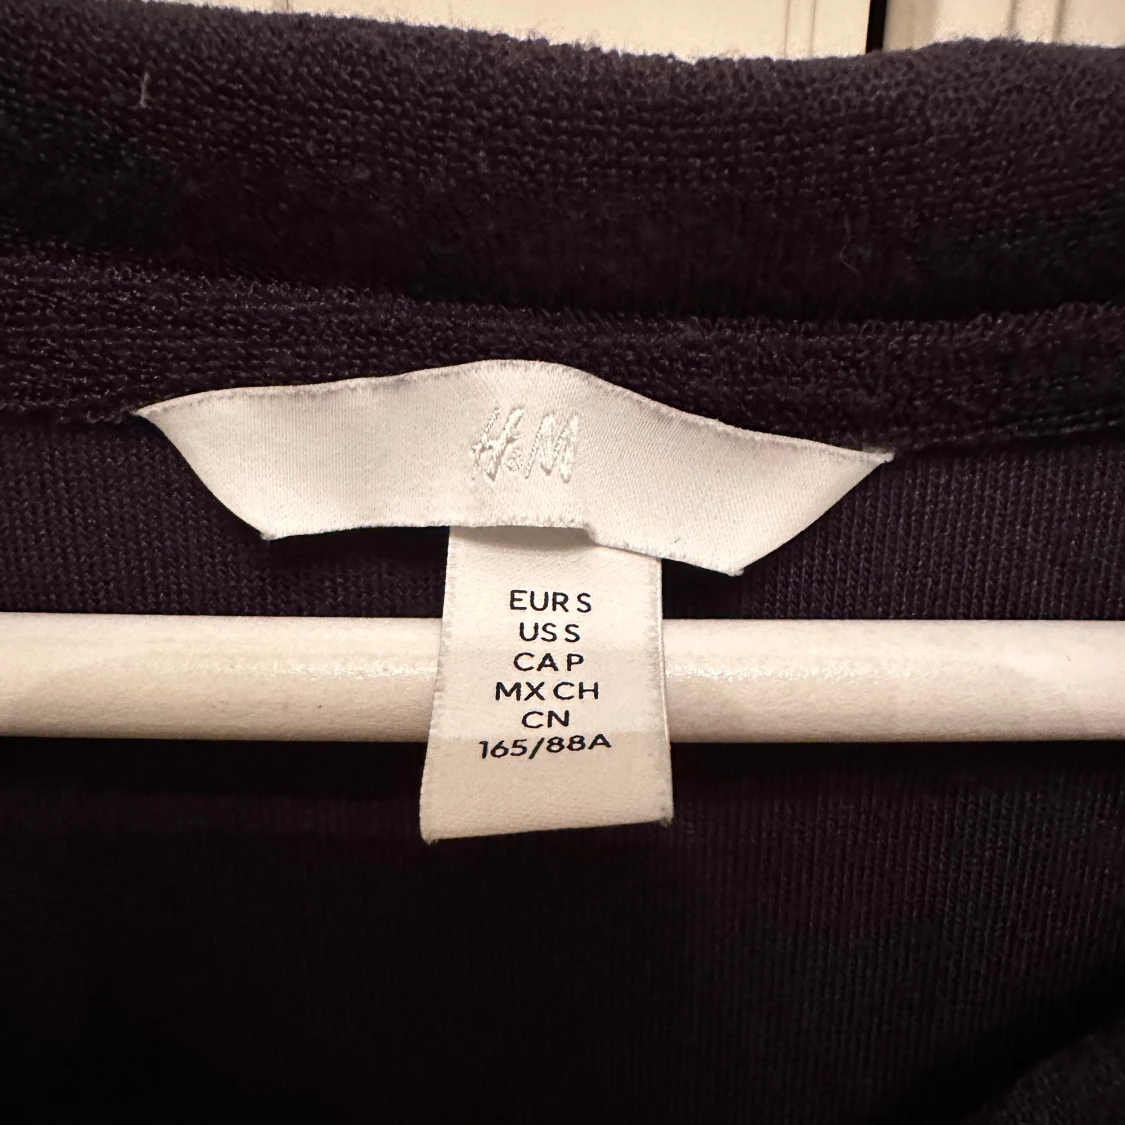 H&M
EUR S
US S
CA P
MX CH
CN
165/88A